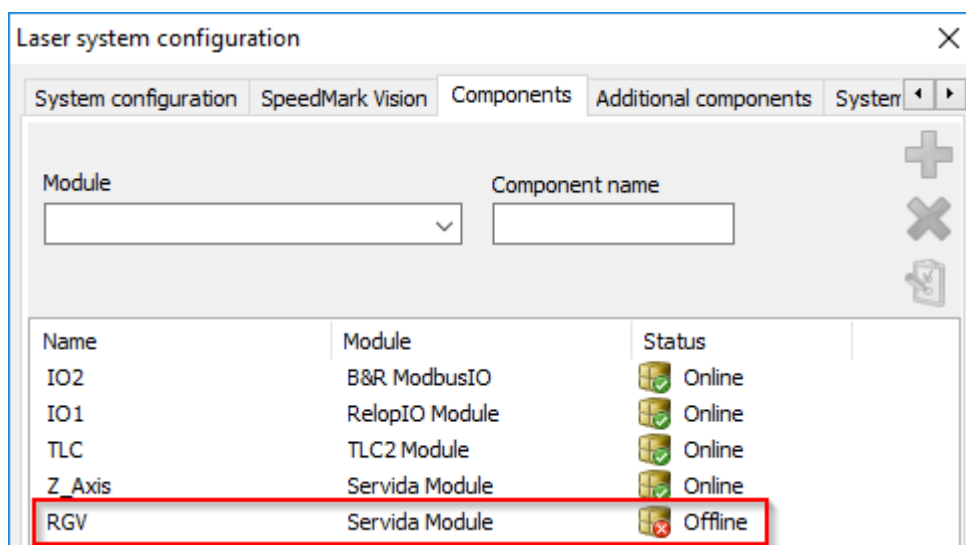 Laser system configuration
System configuration SpeedMark Vision Components Additional components System
Module Component name
Name Module Status
IO2 B&R ModbusIO Online
IO1 RelopIO Module Online
TLC TLC2 Module Online
Z_Axis Servida Module Online
RGV Servida Module Offline